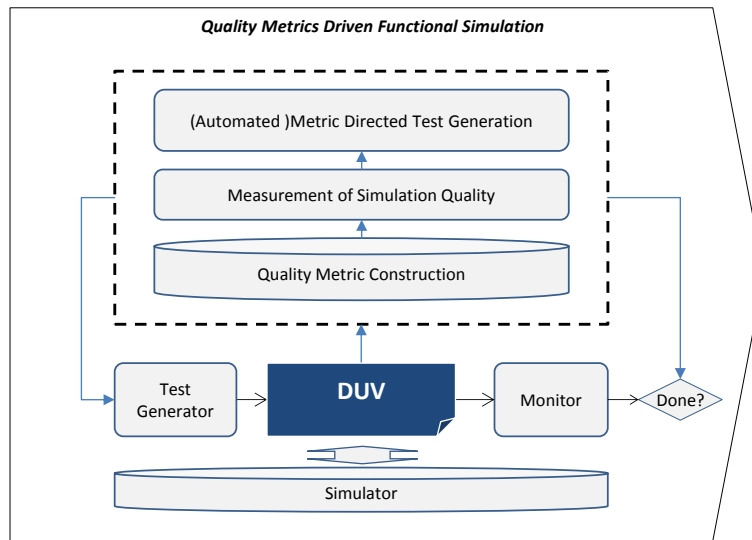 Quality Metrics Driven Functional Simulation
(Automated )Metric Directed Test Generation
Measurement of Simulation Quality
Quality Metric Construction
Test
Generator
DUV
Monitor
Done?
Simulator